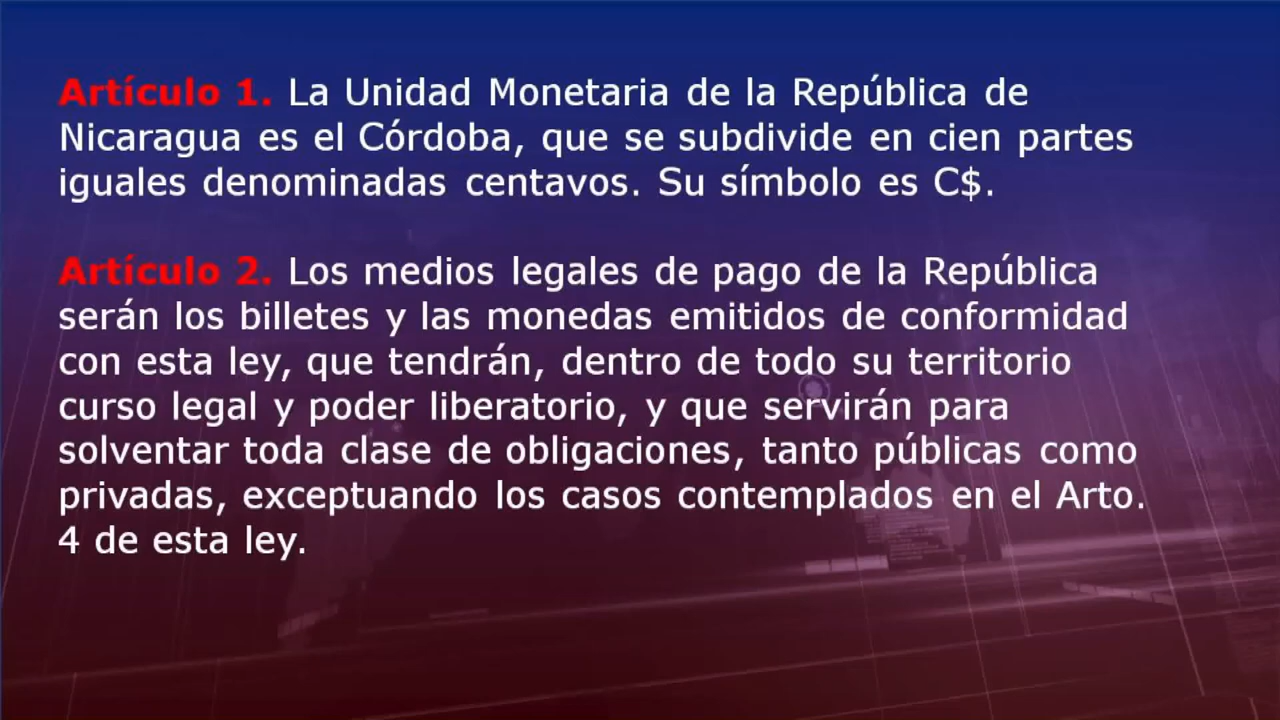 Artículo 1. La Unidad Monetaria de la República de
Nicaragua es el Córdoba, que se subdivide en cien partes
iguales denominadas centavos. Su símbolo es C$.
Artículo 2. Los medios legales de pago de la República
serán los billetes y las monedas emitidos de conformidad
con esta ley, que tendrán, dentro de todo su territorio
curso legal y poder liberatorio, y que servirán para
solventar toda clase de obligaciones, tanto públicas como
privadas, exceptuando los casos contemplados en el Arto.
4 de esta ley.